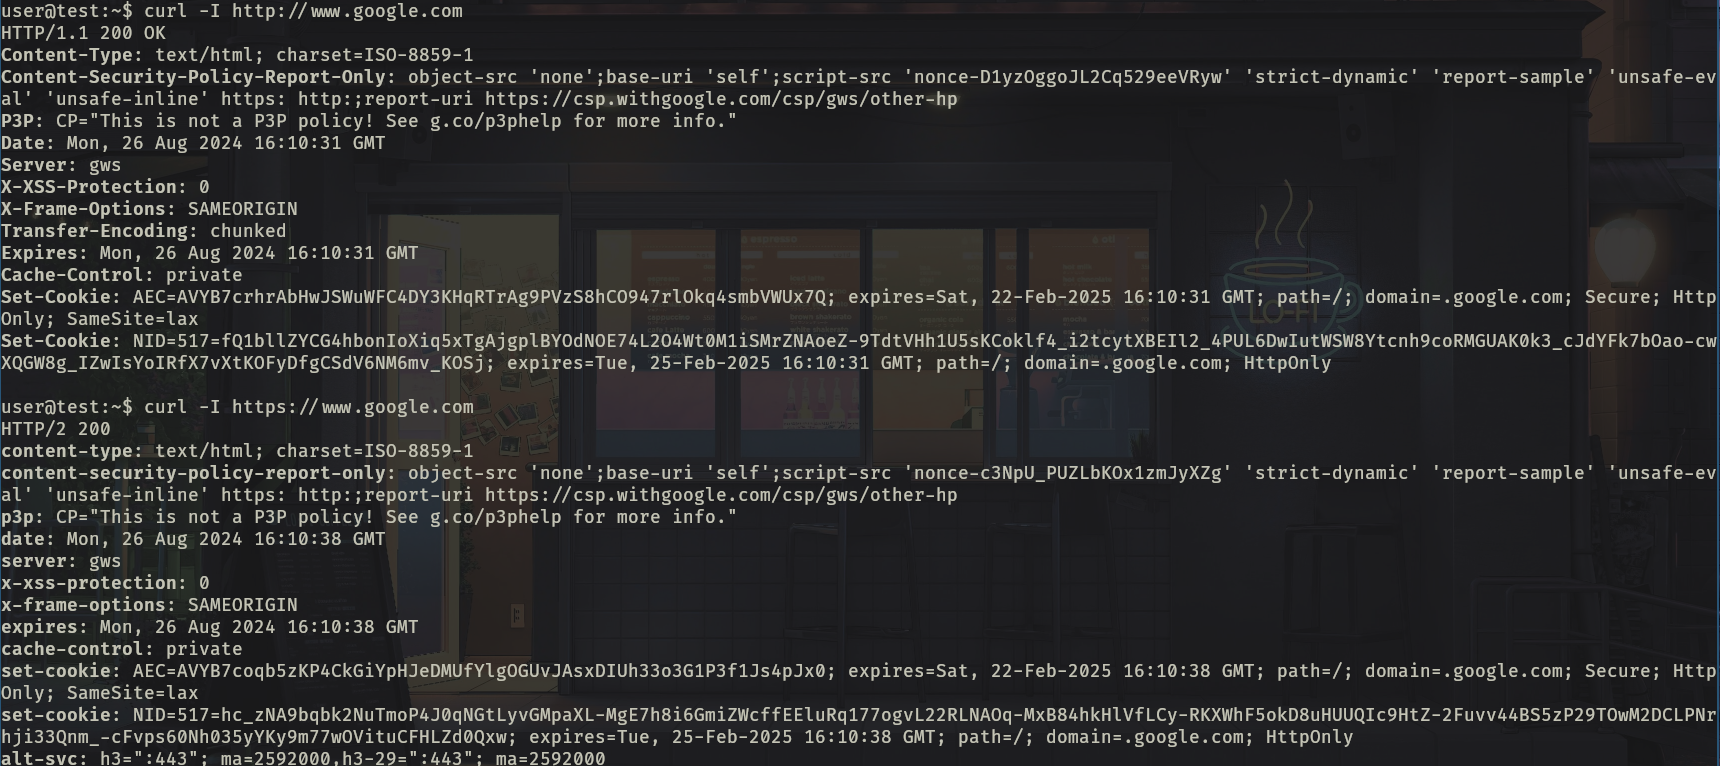 user@test:~$ curl -I http://www.google.com
HTTP/1.1 200 OK
Content-Type: text/html; charset=ISO-8859-1
Content-Security-Policy-Report-Only: object-src 'none';base-uri 'self';script-src 'nonce-D1yzOggoJL2Cq529eeVRyw' 'strict-dynamic' 'report-sample' 'unsafe-ev
al' 'unsafe-inline' https: http:;report-uri https://csp.withgoogle.com/csp/gws/other-hp
P3P: CP="This is not a P3P policy! See g.co/p3phelp for more info."
Date: Mon, 26 Aug 2024 16:10:31 GMT
Server: gws
X-XSS-Protection: 0
X-Frame-Options: SAMEORIGIN
Transfer-Encoding: chunked
Expires: Mon, 26 Aug 2024 16:10:31 GMT
Cache-Control: private
Set-Cookie: AEC=AVYB7crhrAbHwJSWuWFC4DY3KHqRTrAg9PVzS8hCO947rlOkq4smbVWUx7Q; expires=Sat, 22-Feb-2025 16:10:31 GMT; path=/; domain=.google.com; Secure; Http
Only; SameSite=lax
Set-Cookie: NID=517=fQ1bllZYCG4hbonIoXiq5xTgAjgplBYOdNOE74L2O4Wt0M1iSMrZNAoeZ-9TdtVHh1U5sKCoklf4_i2tcytXBEIl2_4PUL6DwIutWSW8Ytcnh9coRMGUAK0k3_cJdYFk7bOao-cw
XQGW8g_IZwIsYoIRfX7vXtKOFyDfgCSdV6NM6mv_KOSj; expires=Tue, 25-Feb-2025 16:10:31 GMT; path=/; domain=.google.com; HttpOnly
user@test:~$ curl -I https://www.google.com
HTTP/2 200
content-type: text/html; charset=ISO-8859-1
content-security-policy-report-only: object-src 'none';base-uri 'self';script-src 'nonce-c3NpU_PUZLbKOx1zmJyXZg' 'strict-dynamic' 'report-sample' 'unsafe-ev
al' 'unsafe-inline' https: http:;report-uri https://csp.withgoogle.com/csp/gws/other-hp
p3p: CP="This is not a P3P policy! See g.co/p3phelp for more info."
date: Mon, 26 Aug 2024 16:10:38 GMT
server: gws
x-xss-protection: 0
x-frame-options: SAMEORIGIN
expires: Mon, 26 Aug 2024 16:10:38 GMT
cache-control: private
set-cookie: AEC=AVYB7coqb5zKP4CkGiYpHJeDMUfYlgOGUvJAsxDIUh33o3G1P3f1Js4pJx0; expires=Sat, 22-Feb-2025 16:10:38 GMT; path=/; domain=.google.com; Secure; Http
Only; SameSite=lax
set-cookie: NID=517=hc_zNA9bqbk2NuTmoP4J0qNGtLyvGMpaXL-MgE7h8i6GmiZWcffEEluRq177ogvL22RLNAOq-MxB84hkHlVfLCy-RKXWhF5okD8uHUUQIc9HtZ-2Fuvv44BS5zP29TOwM2DCLPNr
hji33Qnm_-cFvps60Nh035yYKy9m77wOVituCFHLZd0Qxw; expires=Tue, 25-Feb-2025 16:10:38 GMT; path=/; domain=.google.com; HttpOnly
alt-svc: h3=":443"; ma=2592000,h3-29=":443"; ma=2592000
LO-FI